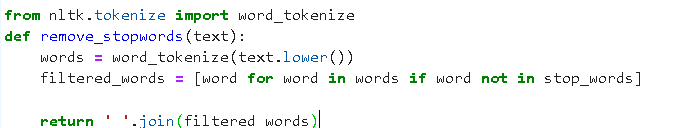 from nltk.tokenize import word_tokenize
def remove_stopwords(text):
    words = word_tokenize(text.lower())
    filtered_words = [word for word in words if word not in stop_words]
    return ' '.join(filtered_words)